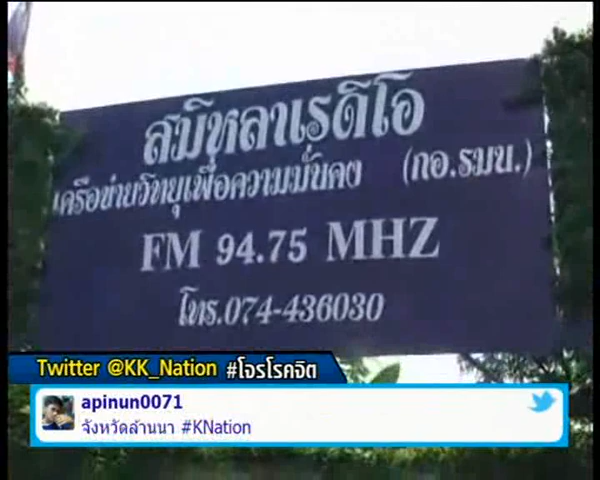 สมิหลาเรดิโอ
เครือข่ายวิทยุเพื่อความมั่นคง (กอ.รมน.)
FM 94.75 MHZ
โทร.074-436030
Twitter @KK_Nation #โจรโรคจิต
apinun0071
จังหวัดล้านนา #KNation